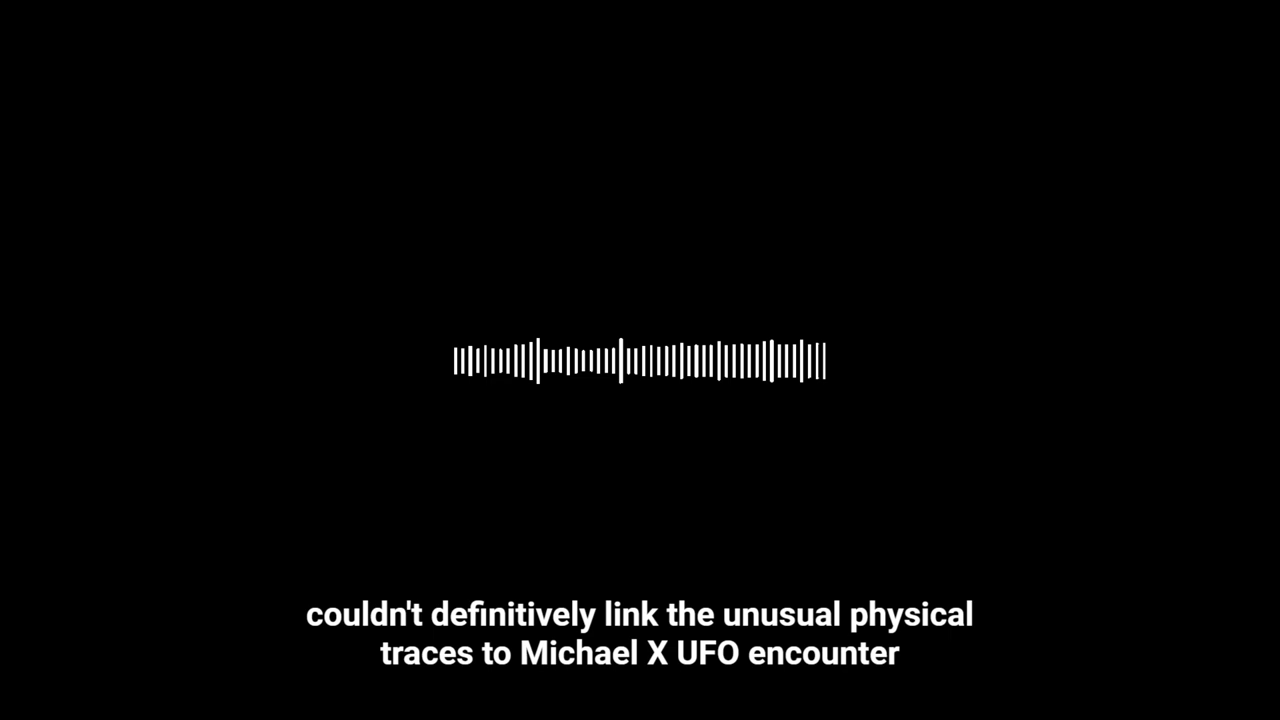 couldn't definitively link the unusual physical
traces to Michael X UFO encounter